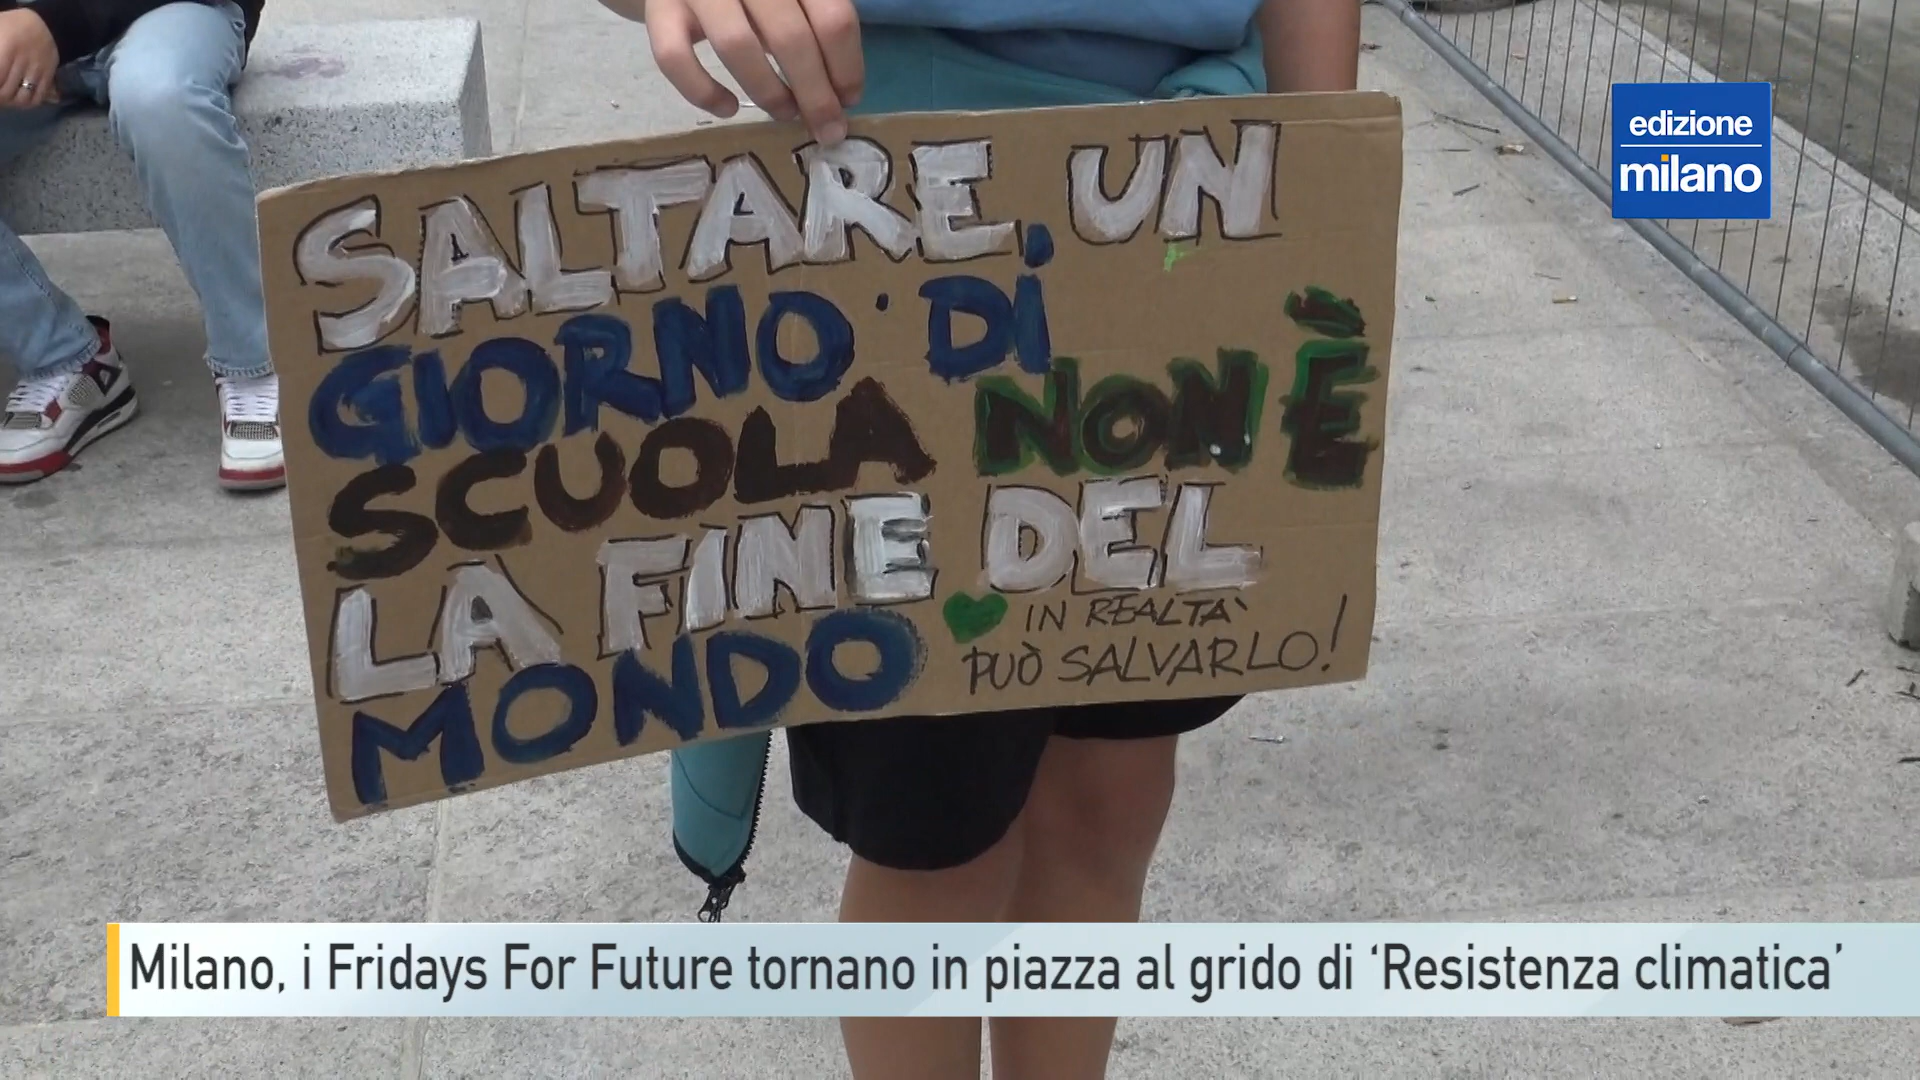 edizione
milano
SALTARE UN
GIORNO DI
SCUOLA NON È
LA FINE DEL
MONDO
IN REALTÀ
PUÒ SALVARLO!
Milano, i Fridays For Future tornano in piazza al grido di ‘Resistenza climatica’